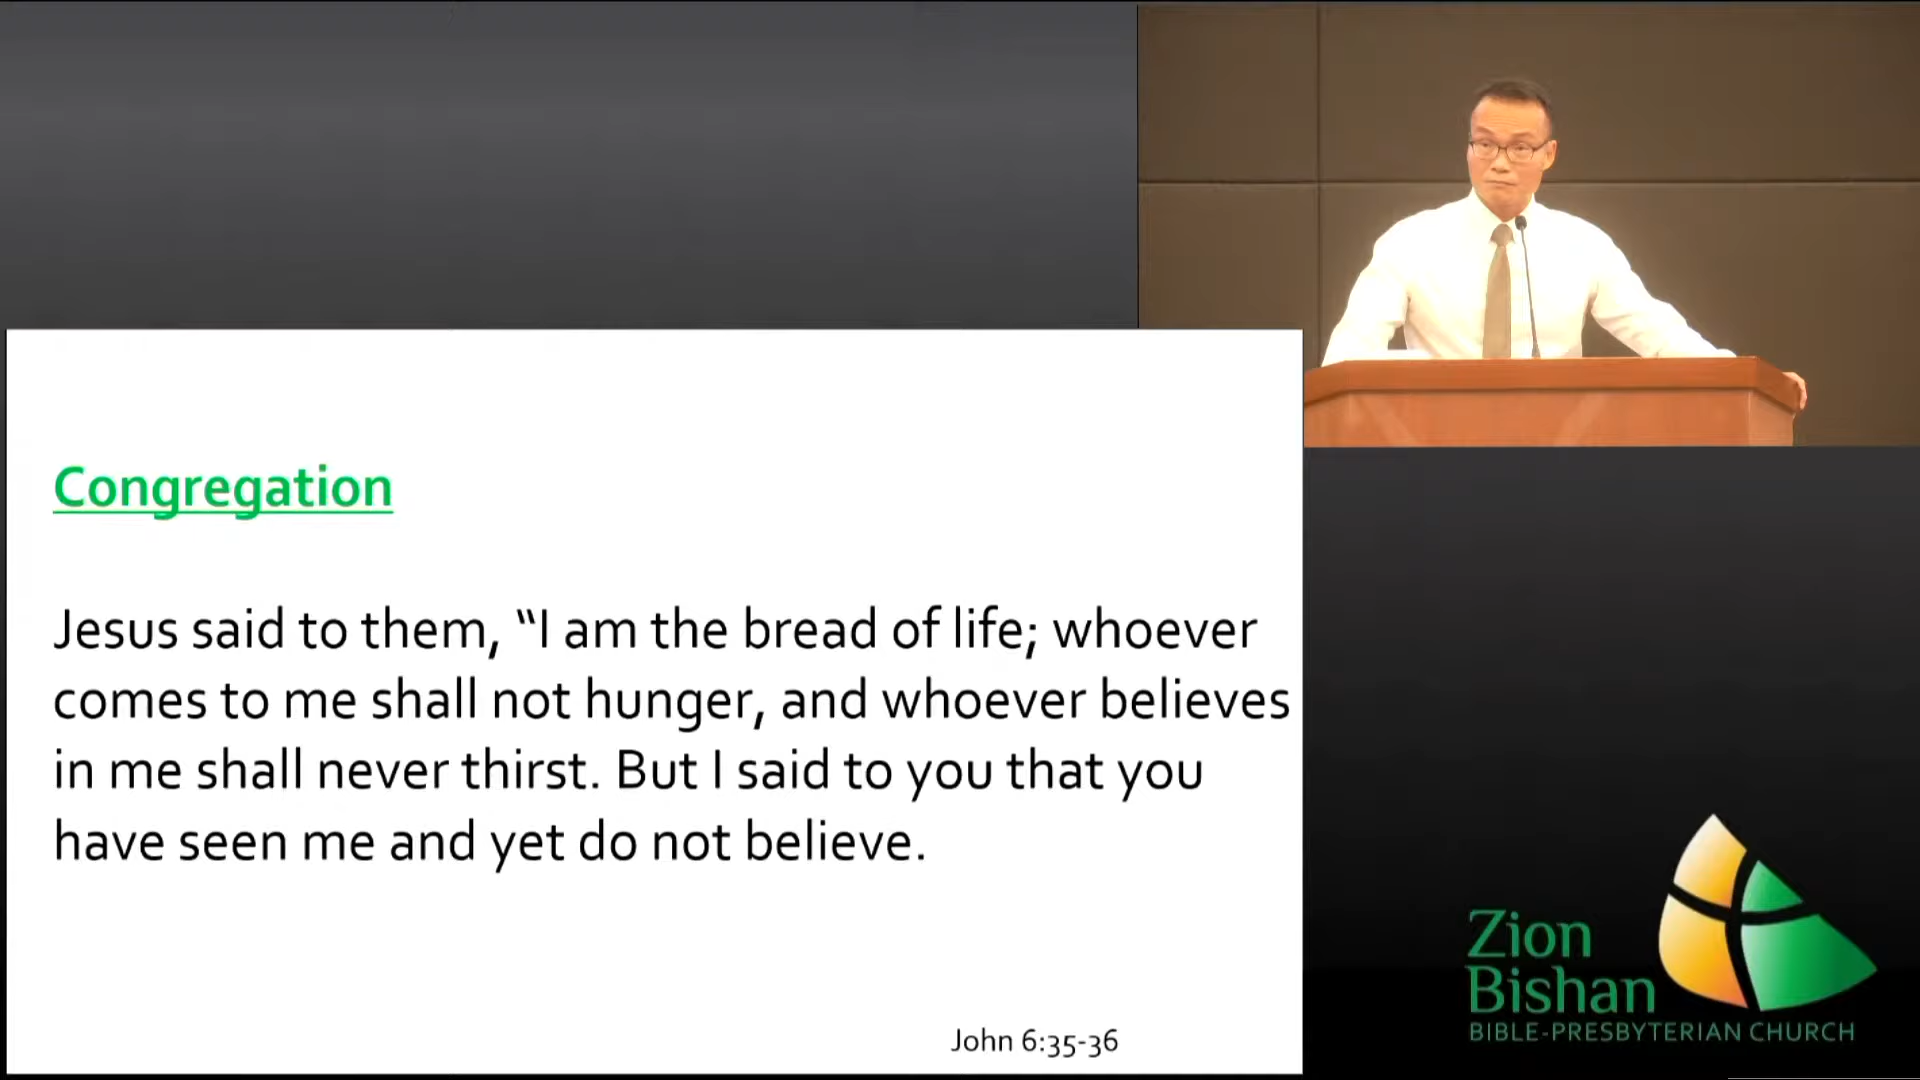 Congregation
Jesus said to them, “I am the bread of life; whoever
comes to me shall not hunger, and whoever believes
in me shall never thirst. But I said to you that you
have seen me and yet do not believe.
John 6:35-36
Zion
Bishan
BIBLE-PRESBYTERIAN CHURCH